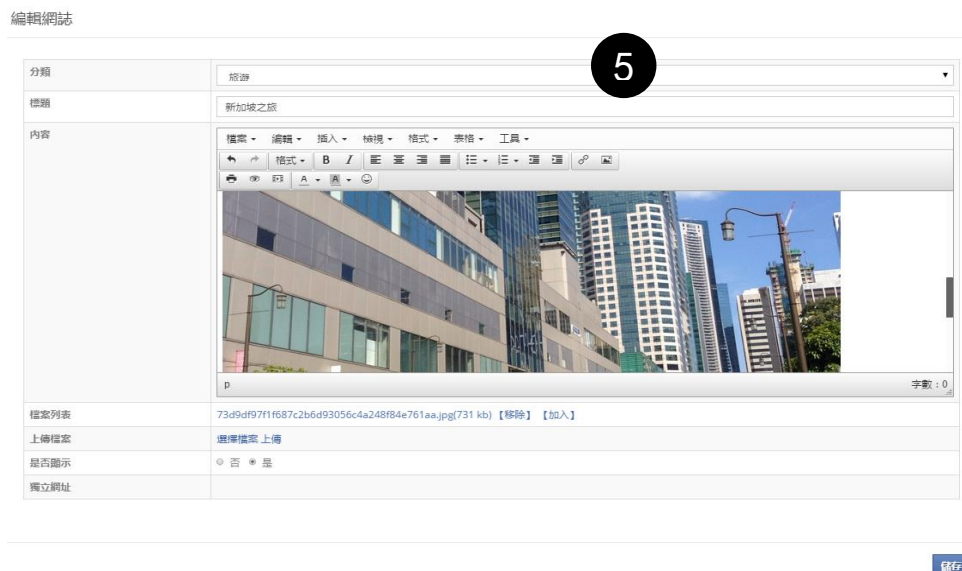 編輯網誌
5
分類 旅游
標題 新加坡之旅
內容 檔案 編輯 插入 檢視 格式 表格 工具
格式 B I
A A
p 字數：0
檔案列表 73d9df97f1f687c2b6d93056c4a248f84e761aa.jpg(731 kb) 【移除】 【加入】
上傳檔案 選擇檔案 上傳
是否顯示 否 是
獨立網址
儲存